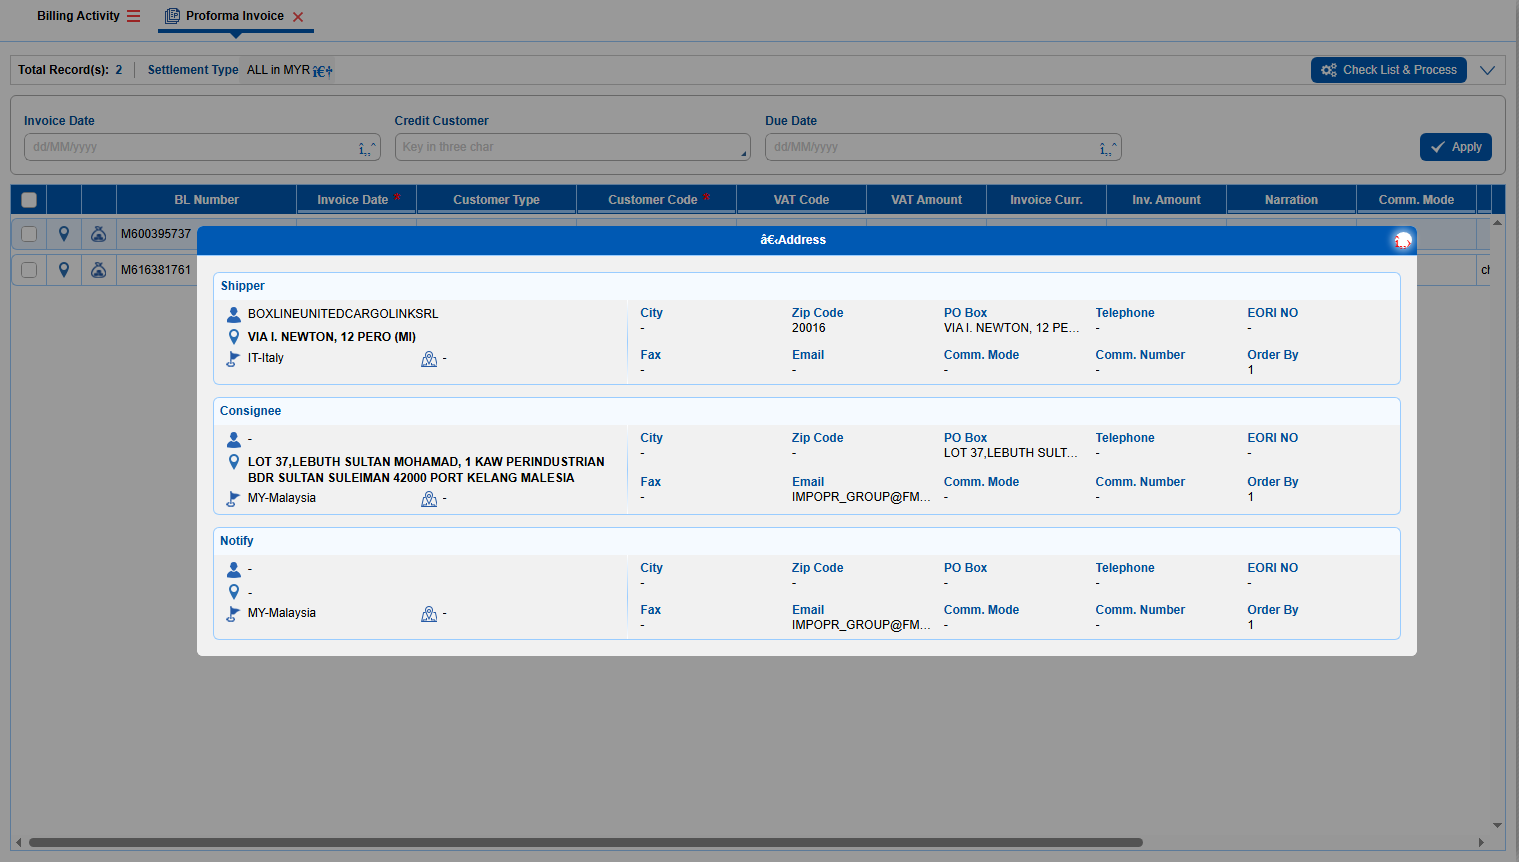 Billing Activity
Proforma Invoice
Total Record(s): 2
Settlement Type ALL in MYR â€†
Check List & Process
Invoice Date
Credit Customer
Due Date
dd/MM/yyyy
Key in three char
dd/MM/yyyy
Apply
BL Number
Invoice Date *
Customer Type
Customer Code *
VAT Code
VAT Amount
Invoice Curr.
Inv. Amount
Narration
Comm. Mode
M600395737
M616381761
â€‹Address
Shipper
BOXLINEUNITEDCARGOLINKSRL
VIA I. NEWTON, 12 PERO (MI)
IT-Italy
-
City
-
Zip Code
20016
PO Box
VIA I. NEWTON, 12 PE...
Telephone
-
EORI NO
-
Fax
-
Email
-
Comm. Mode
-
Comm. Number
-
Order By
1
Consignee
-
LOT 37,LEBUTH SULTAN MOHAMAD, 1 KAW PERINDUSTRIAN
BDR SULTAN SULEIMAN 42000 PORT KELANG MALESIA
MY-Malaysia
-
City
-
Zip Code
-
PO Box
LOT 37,LEBUTH SULT...
Telephone
-
EORI NO
-
Fax
-
Email
IMPOPR_GROUP@FM...
Comm. Mode
-
Comm. Number
-
Order By
1
Notify
-
-
MY-Malaysia
-
City
-
Zip Code
-
PO Box
-
Telephone
-
EORI NO
-
Fax
-
Email
IMPOPR_GROUP@FM...
Comm. Mode
-
Comm. Number
-
Order By
1